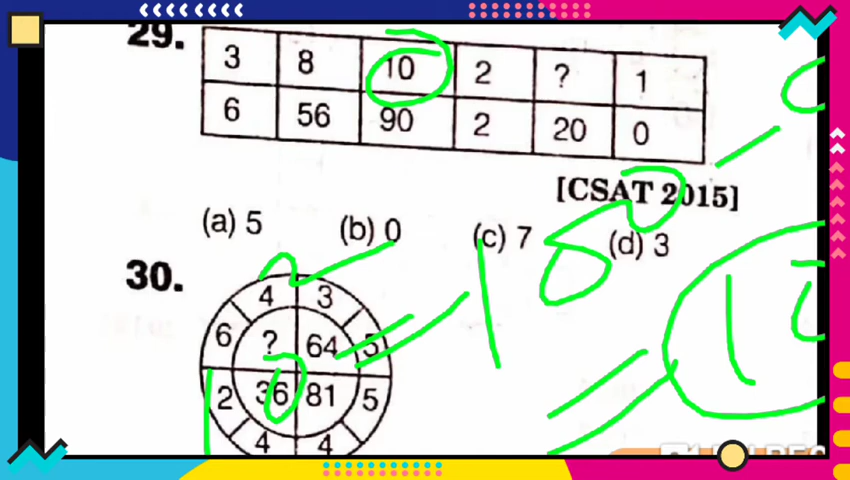 29.
3 8 10 2 ? 1
6 56 90 2 20 0
[CSAT 2015]
(a) 5 (b) 0 (c) 7 (d) 3
30.
4 3
6 ? 64 5
2 36 81 5
4 4